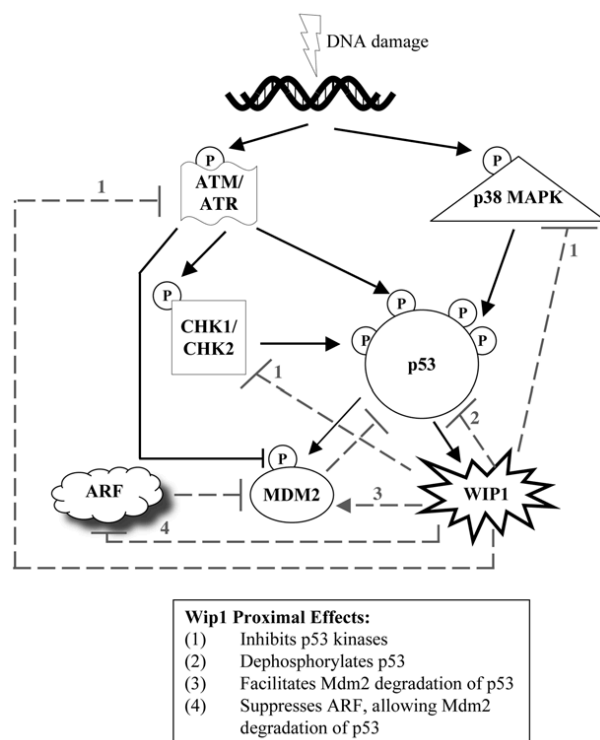 DNA damage
P
P
1
ATM/
ATR
p38 MAPK
1
P
P
P
CHK1/
CHK2
P
P
p53
1
2
P
ARF
MDM2
3
WIP1
4
Wip1 Proximal Effects:
(1) Inhibits p53 kinases
(2) Dephosphorylates p53
(3) Facilitates Mdm2 degradation of p53
(4) Suppresses ARF, allowing Mdm2
degradation of p53